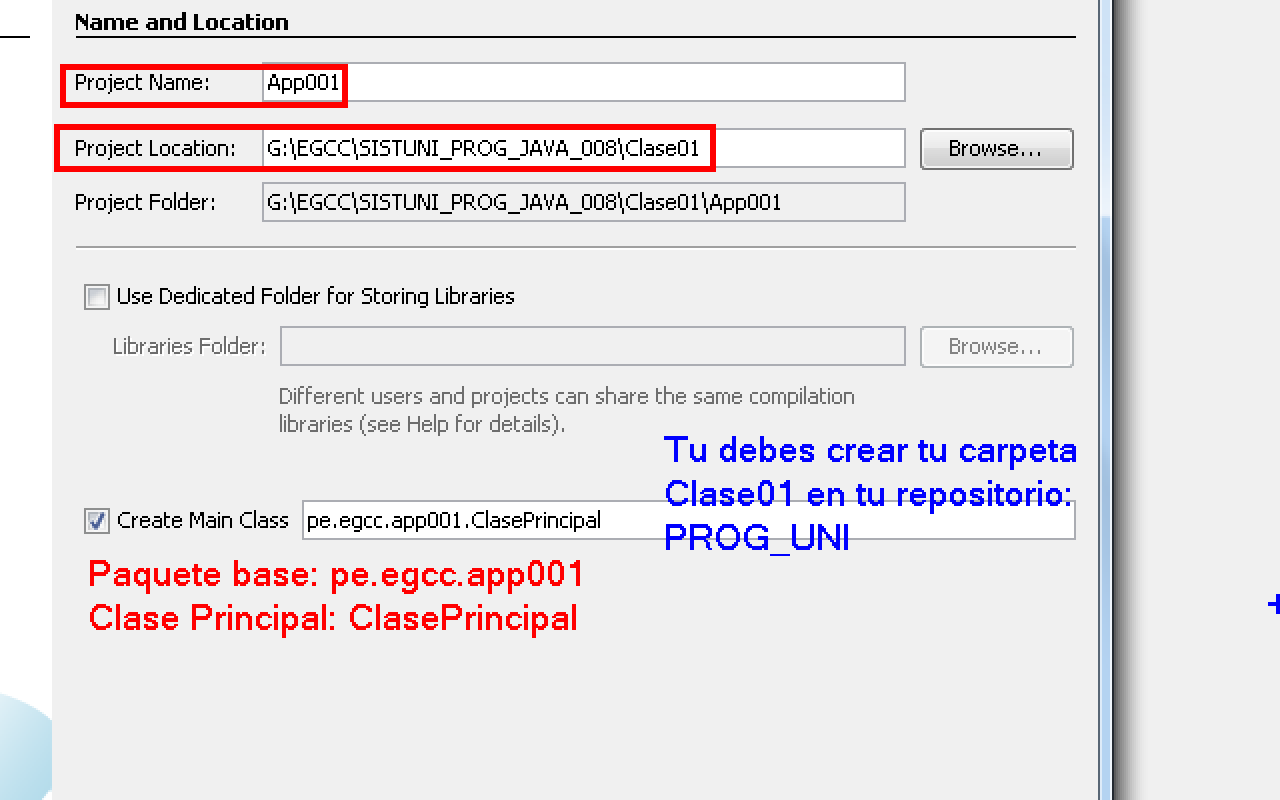 Name and Location
Project Name: App001
Project Location: G:\EGCC\SISTUNI_PROG_JAVA_008\Clase01 Browse...
Project Folder: G:\EGCC\SISTUNI_PROG_JAVA_008\Clase01\App001
Use Dedicated Folder for Storing Libraries
Libraries Folder: Browse...
Different users and projects can share the same compilation
libraries (see Help for details).
Tu debes crear tu carpeta
Clase01 en tu repositorio:
PROG_UNI
Create Main Class pe.egcc.app001.ClasePrincipal
Paquete base: pe.egcc.app001
Clase Principal: ClasePrincipal